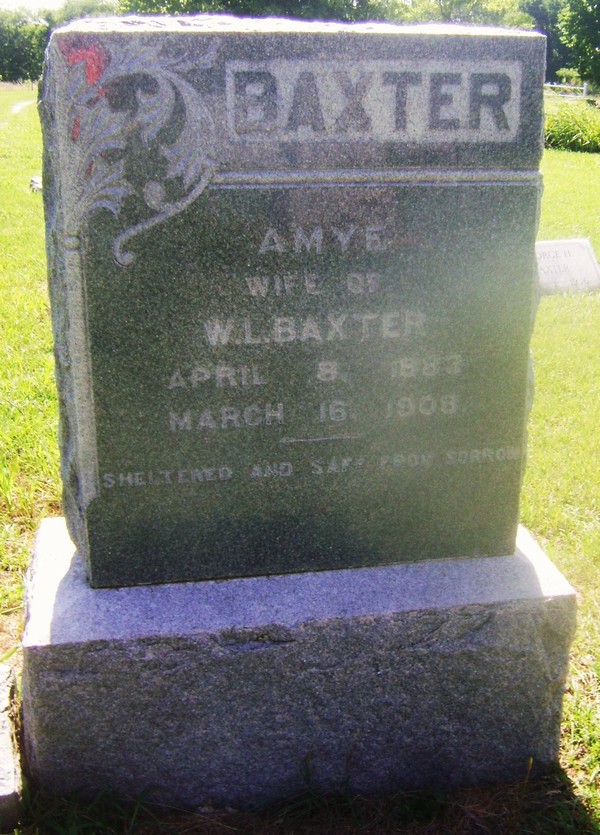 BAXTER
AMYE
WIFE OF
W.L.BAXTER
APRIL 8, 1883
MARCH 16, 1908.
SHELTERED AND SAFE FROM SORROW